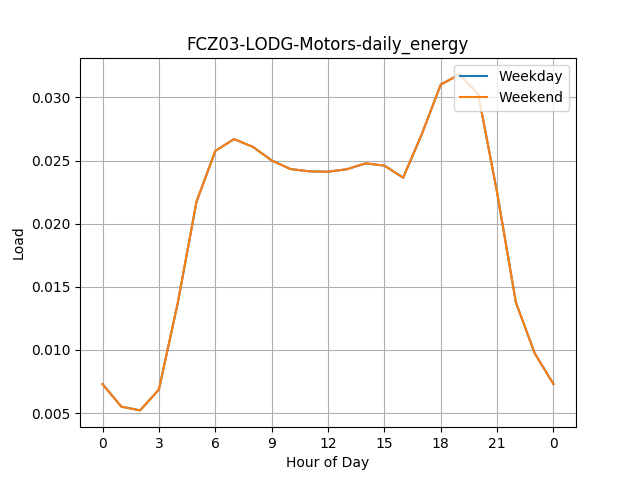 FCZ03-LODG-Motors-daily_energy
Weekday
Weekend
0.030
0.025
0.020
0.015
0.010
0.005
Load
0 3 6 9 12 15 18 21 0
Hour of Day